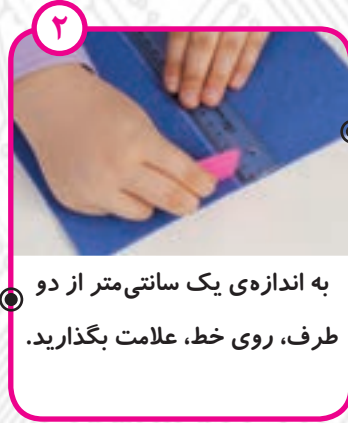 ۲
به اندازه‌ی یک سانتی‌متر از دو
طرف، روی خط، علامت بگذارید.